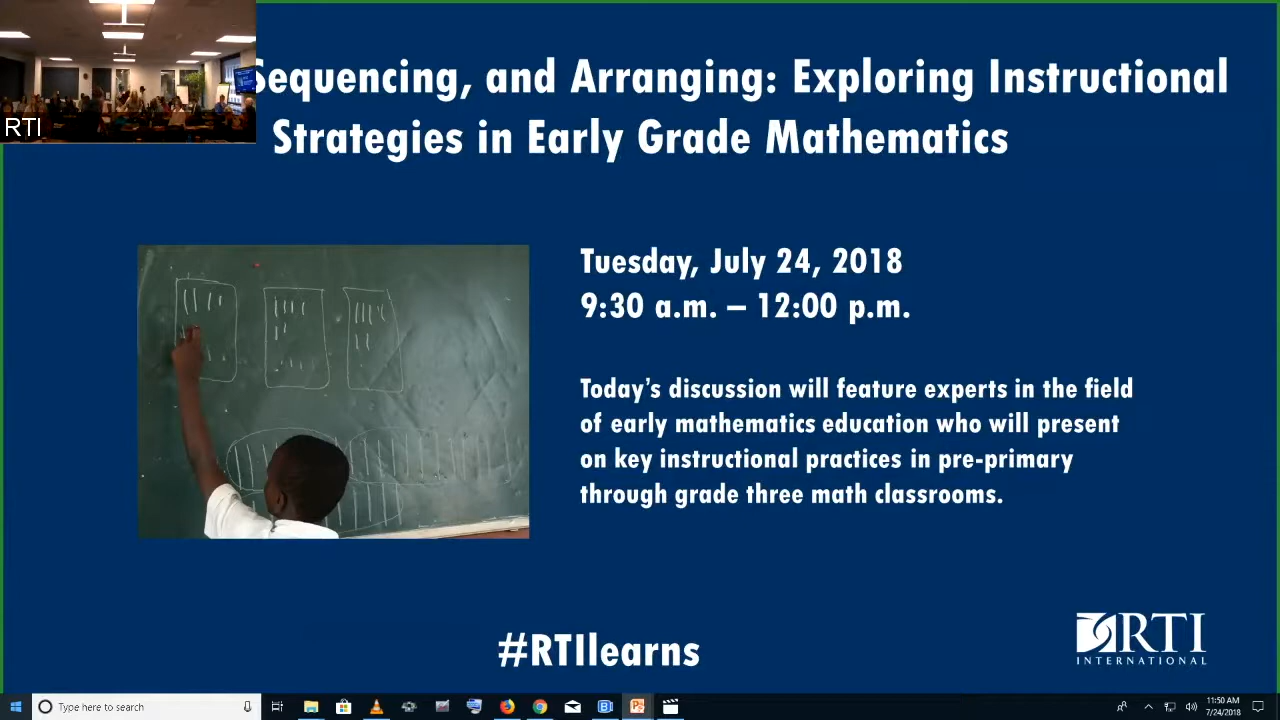 Sequencing, and Arranging: Exploring Instructional
Strategies in Early Grade Mathematics
RTI
Tuesday, July 24, 2018
9:30 a.m. – 12:00 p.m.
Today's discussion will feature experts in the field
of early mathematics education who will present
on key instructional practices in pre-primary
through grade three math classrooms.
#RTIlearns
RTI
INTERNATIONAL
Type here to search
11:50 AM
7/24/2018